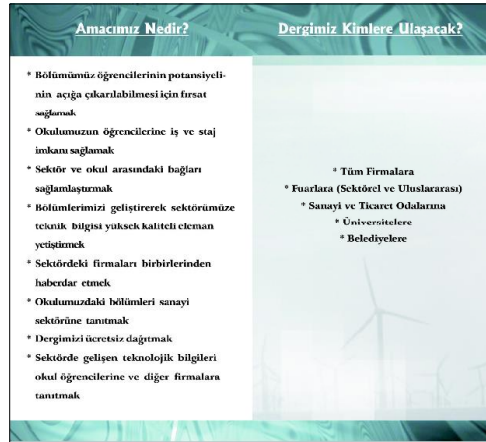 Amacımız Nedir?
* Bölümümüz öğrencilerinin potansiyeli-
nin açığa çıkarılabilmesi için fırsat
sağlamak
* Okulumuzun öğrencilerine iş ve staj
imkanı sağlamak
* Sektör ve okul arasındaki bağları
sağlamlaştırmak
* Bölümlerimizi geliştirerek sektörümüze
teknik bilgisi yüksek kaliteli eleman
yetiştirmek
* Sektördeki firmaları birbirlerinden
haberdar etmek
* Okulumuzdaki bölümleri sanayi
sektörüne tanıtmak
* Dergimizi ücretsiz dağıtmak
* Sektörde gelişen teknolojik bilgileri
okul öğrencilerine ve diğer firmalara
tanıtmak
Dergimiz Kimlere Ulaşacak?
* Tüm Firmalara
* Fuarlara (Sektörel ve Uluslararası)
* Sanayi ve Ticaret Odalarına
* Üniversitelere
* Belediyelere